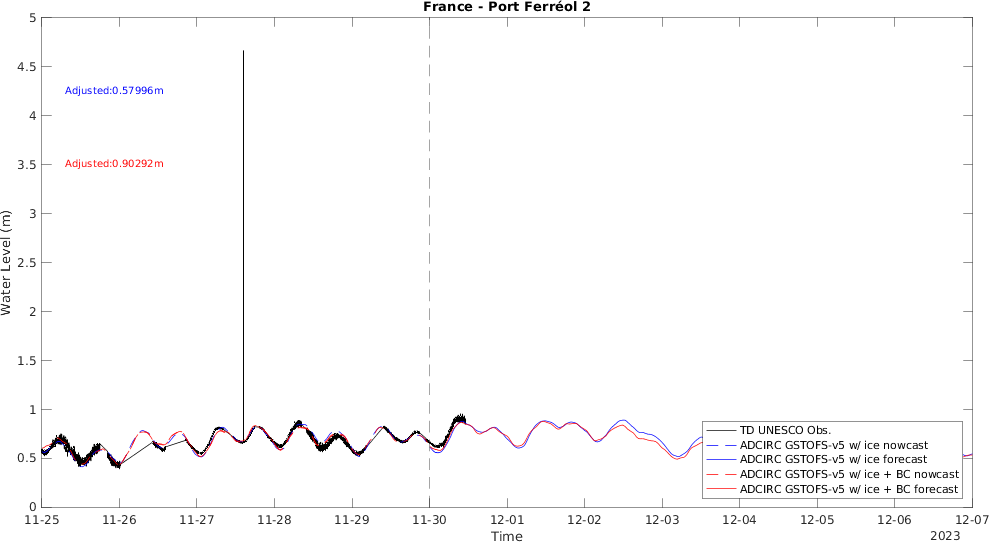 France - Port Ferréol 2
5
4.5
4
3.5
3
2.5
2
1.5
1
0.5
0
Water Level (m)
Adjusted:0.57996m
Adjusted:0.90292m
TD UNESCO Obs.
ADCIRC GSTOFS-v5 w/ ice nowcast
ADCIRC GSTOFS-v5 w/ ice forecast
ADCIRC GSTOFS-v5 w/ ice + BC nowcast
ADCIRC GSTOFS-v5 w/ ice + BC forecast
11-25 11-26 11-27 11-28 11-29 11-30 12-01 12-02 12-03 12-04 12-05 12-06 12-07
Time
2023